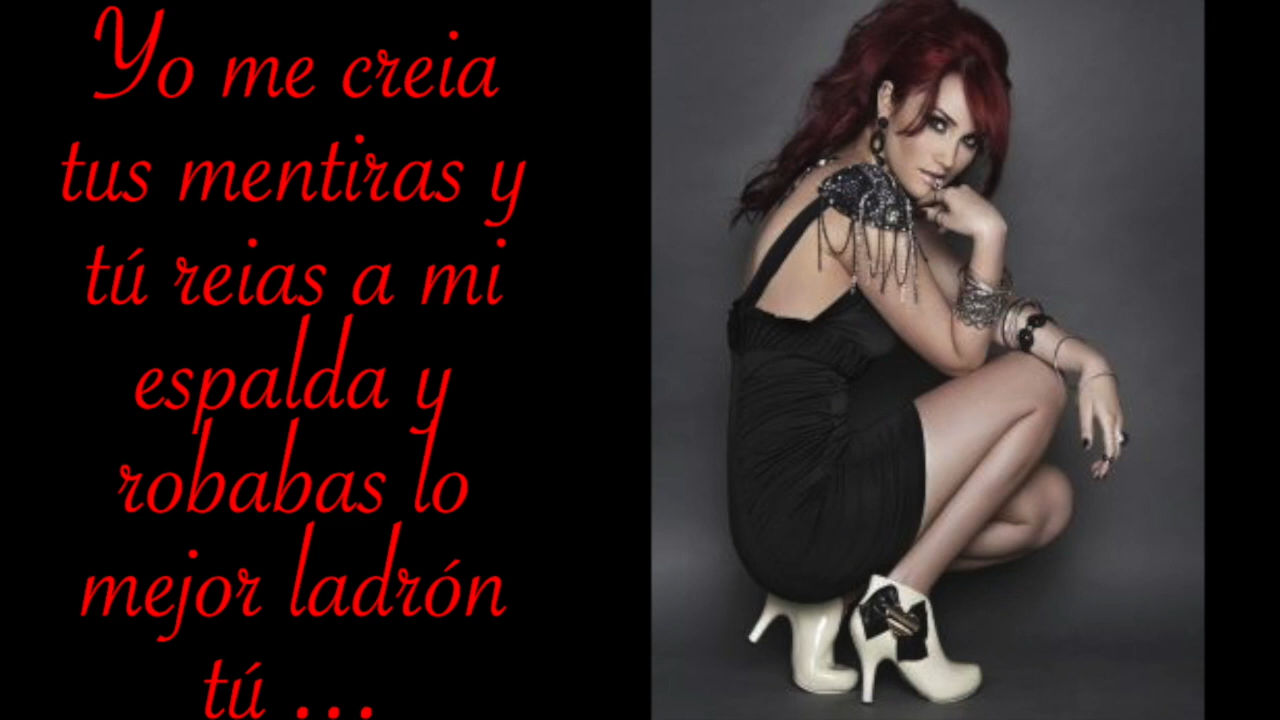 Yo me creia
tus mentiras y
tú reias a mi
espalda y
robabas lo
mejor ladrón
tú ...